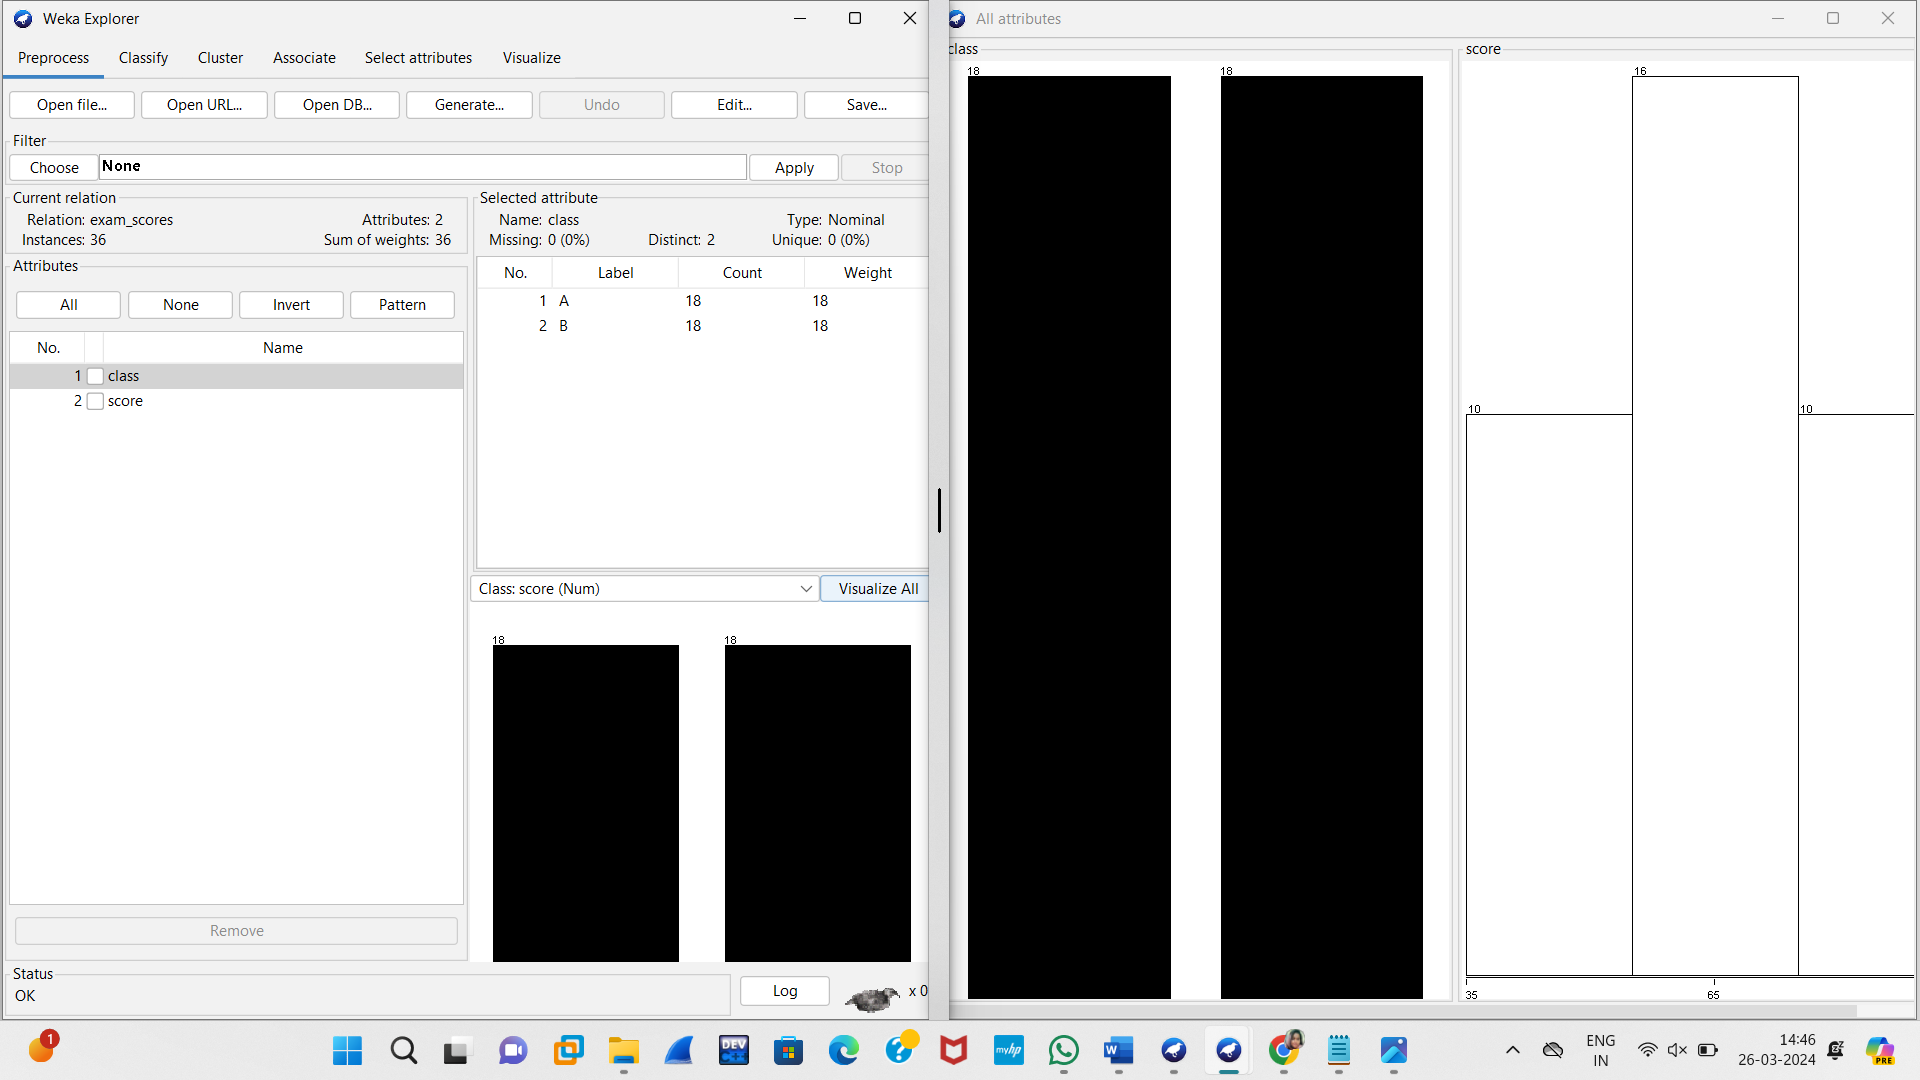 Weka Explorer
Preprocess Classify Cluster Associate Select attributes Visualize
Open file... Open URL... Open DB... Generate... Undo Edit... Save...
Filter
Choose None Apply Stop
Current relation
Relation: exam_scores Attributes: 2
Instances: 36 Sum of weights: 36
Attributes
All None Invert Pattern
No. Name
1 class
2 score
Remove
Selected attribute
Name: class Type: Nominal
Missing: 0 (0%) Distinct: 2 Unique: 0 (0%)
No. Label Count Weight
1 A 18 18
2 B 18 18
Class: score (Num) Visualize All
18 18
Status
OK
Log x 0
All attributes
class
18 18
score
16
10 10
35 65
1
DEV
C++
myhp
W
ENG
IN
14:46
26-03-2024
PRE